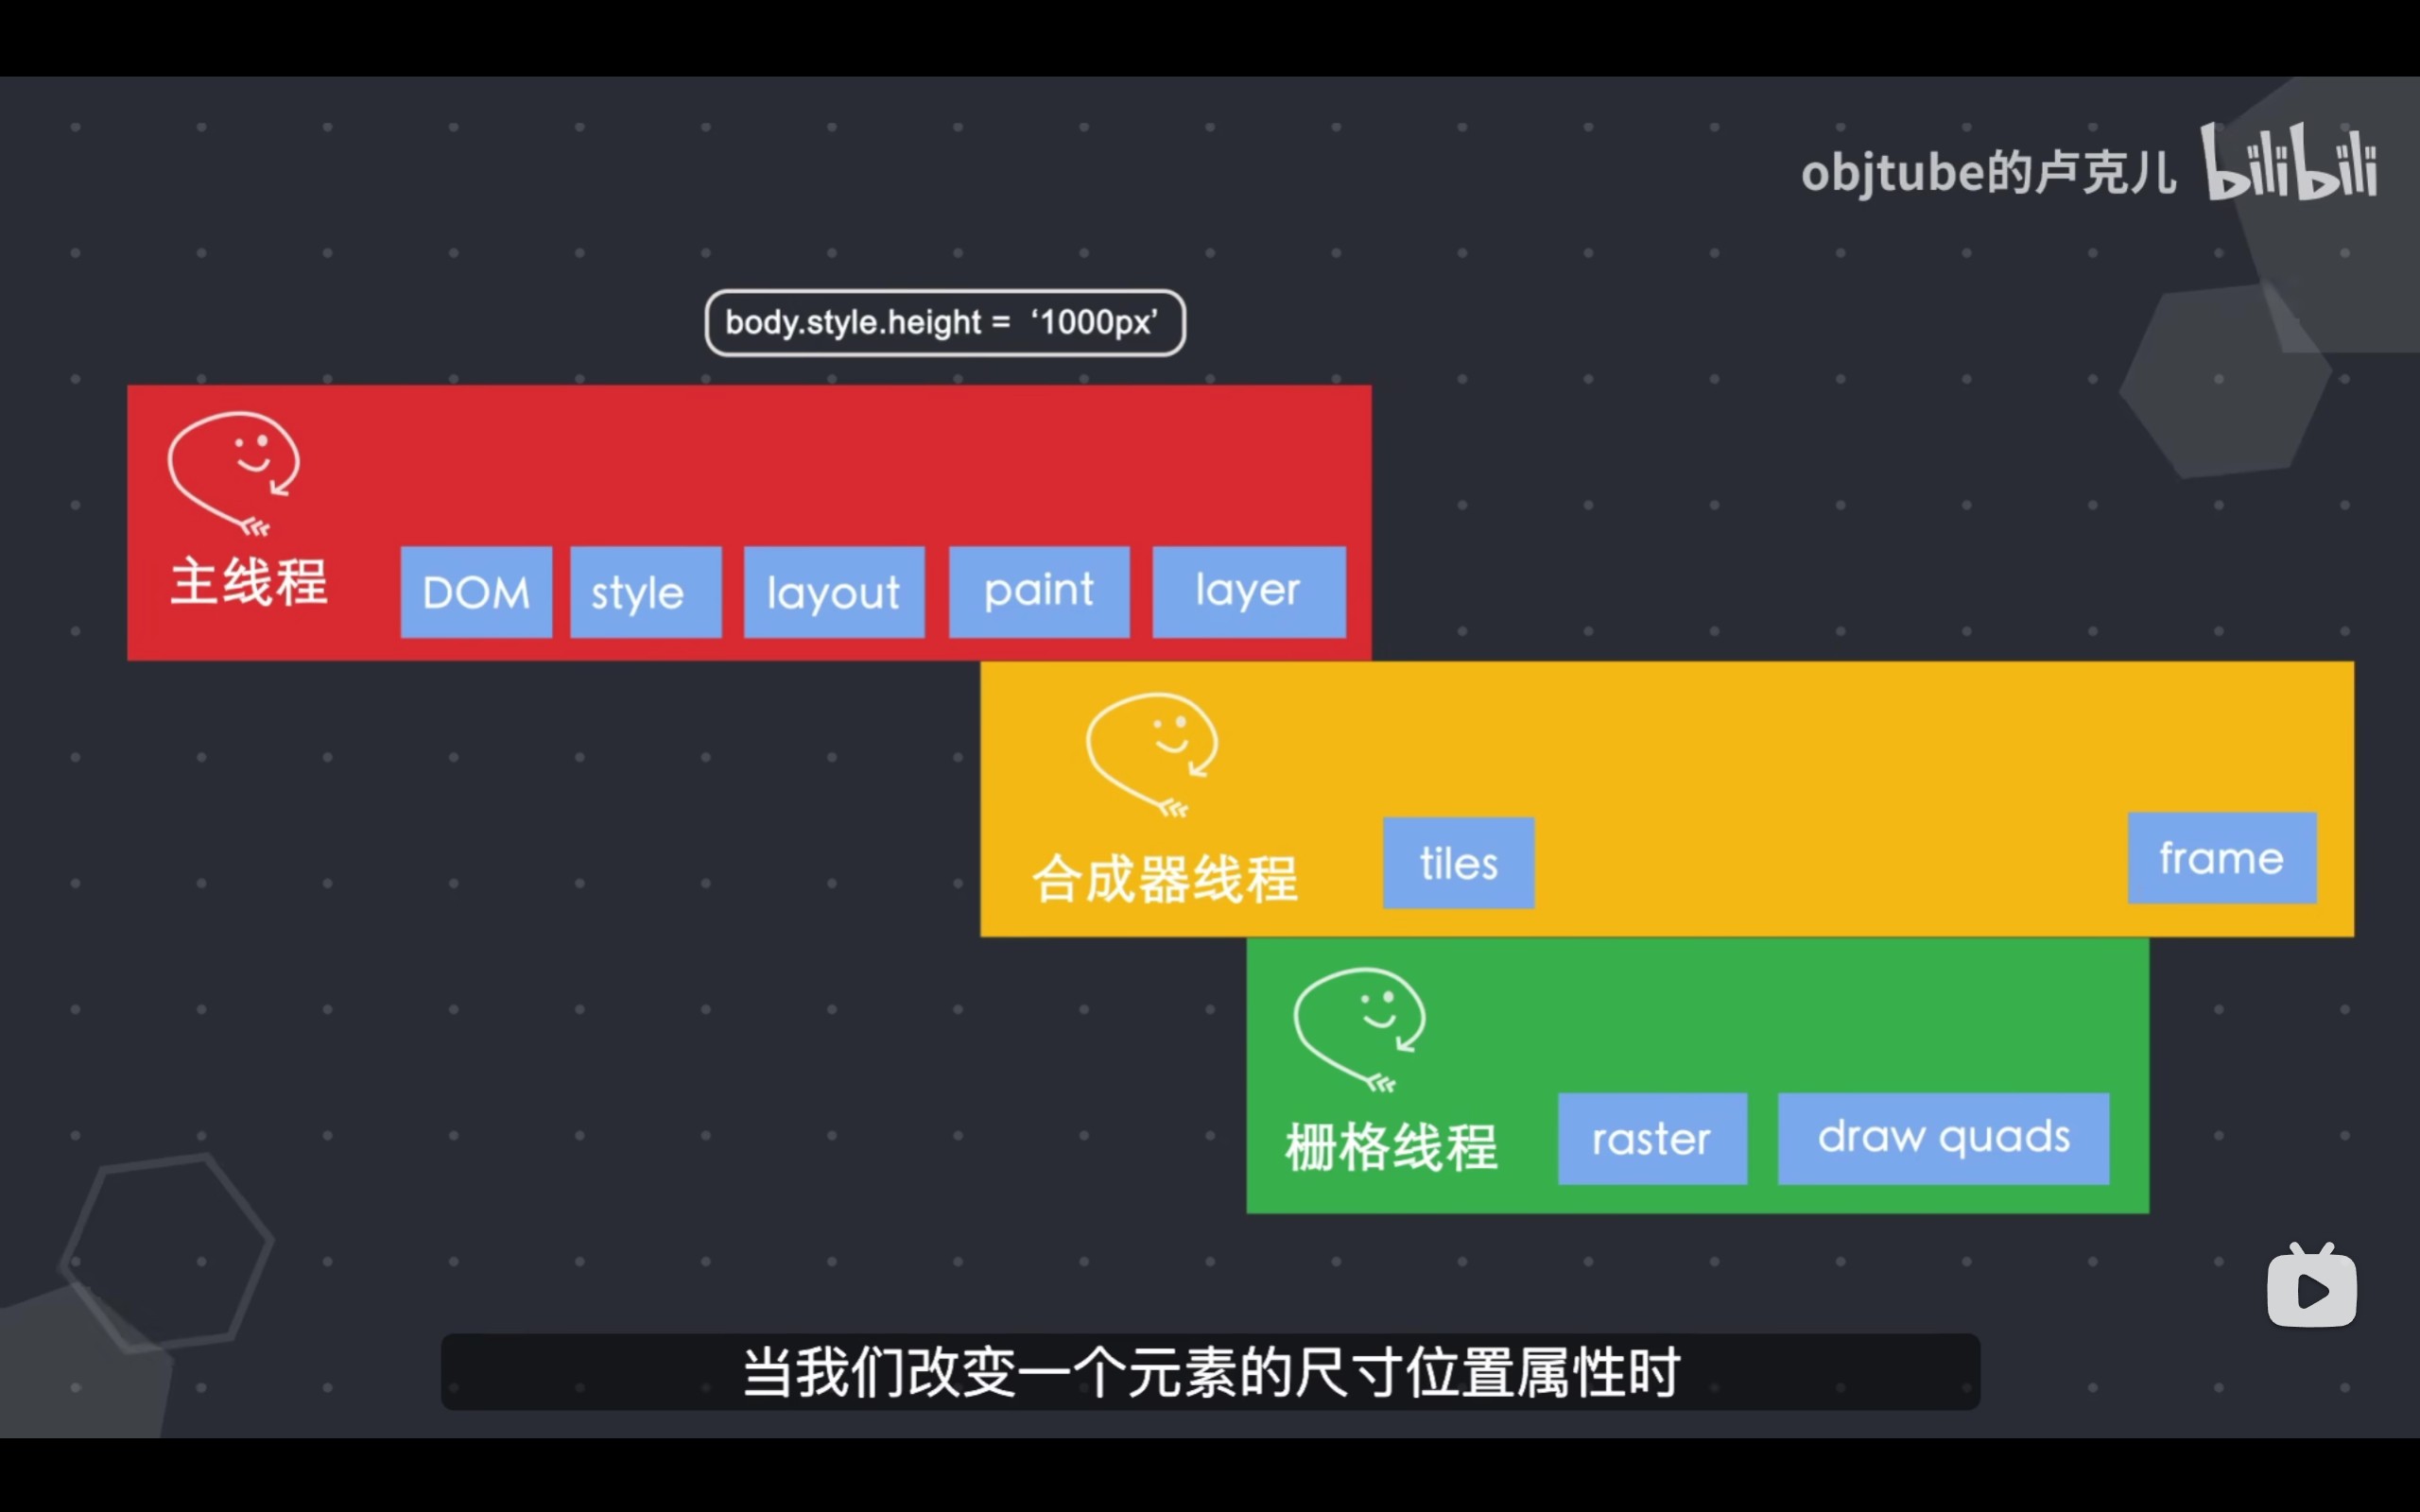 objtube的卢克儿 bilibili
body.style.height = ‘1000px’
主线程 DOM style layout paint layer
合成器线程 tiles frame
栅格线程 raster draw quads
当我们改变一个元素的尺寸位置属性时